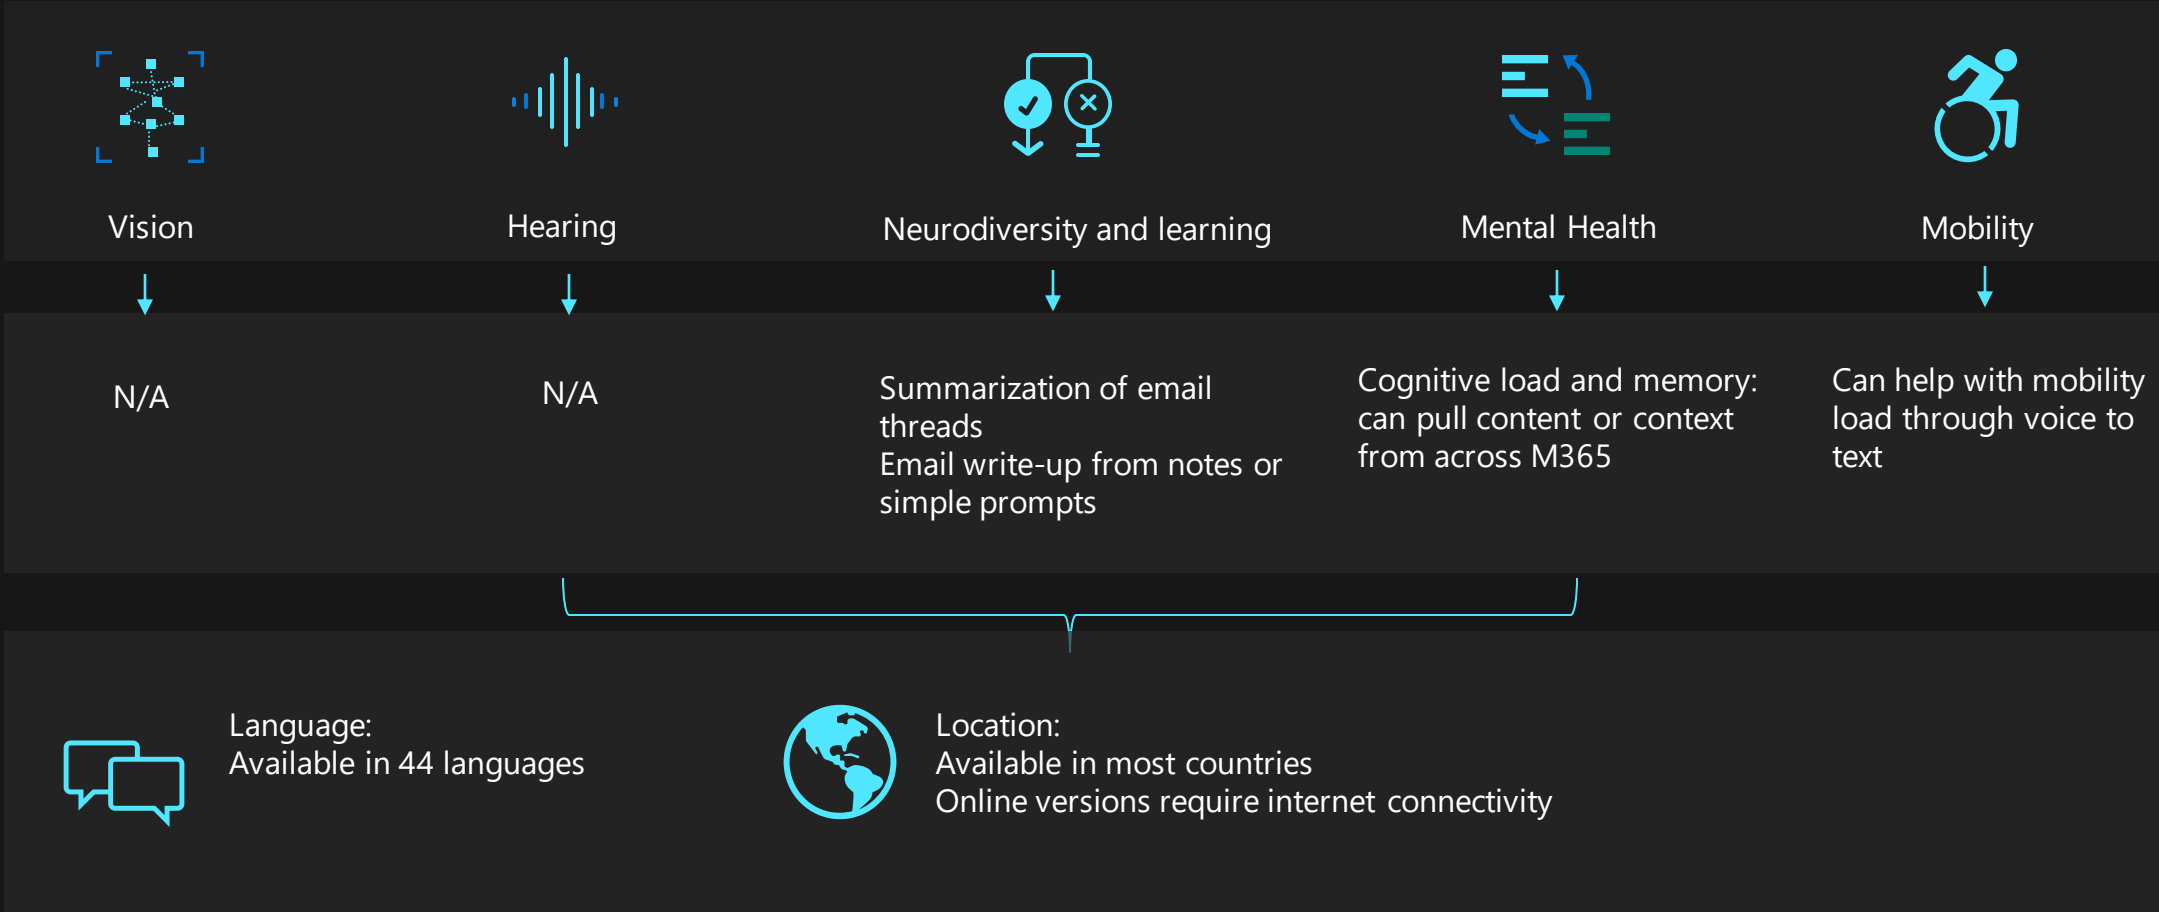 Vision
Hearing
Neurodiversity and learning
Mental Health
Mobility
N/A
N/A
Summarization of email
threads
Email write-up from notes or
simple prompts
Cognitive load and memory:
can pull content or context
from across M365
Can help with mobility
load through voice to
text
Language:
Available in 44 languages
Location:
Available in most countries
Online versions require internet connectivity